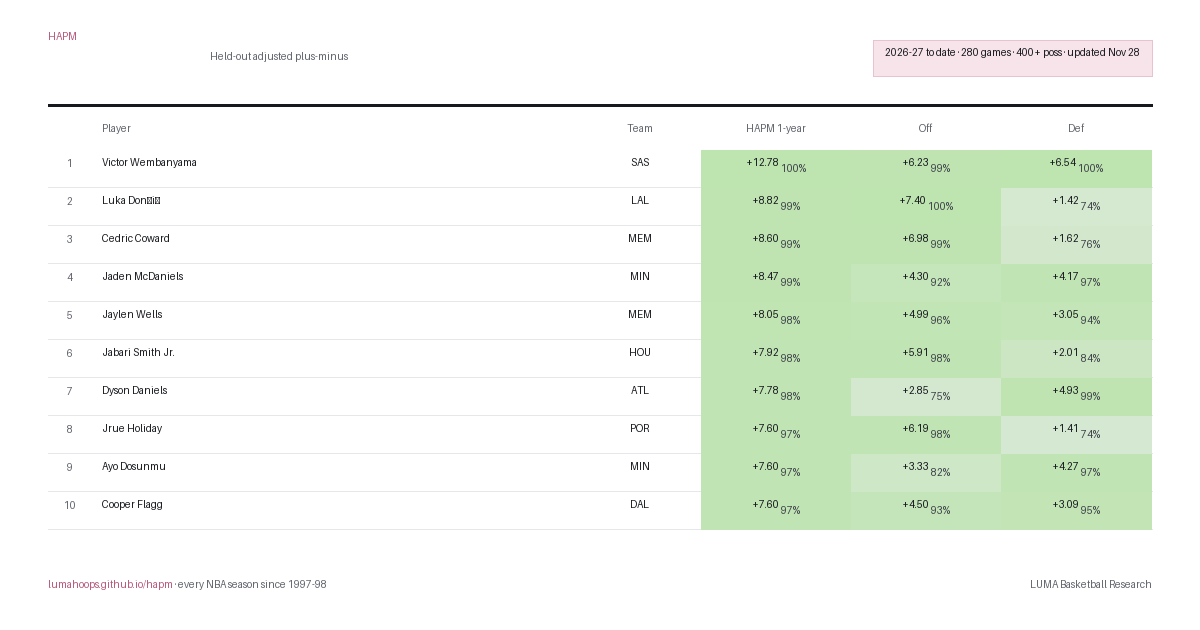 HAPM
Held-out adjusted plus-minus
2026-27 to date · 280 games · 400+ poss · updated Nov 28
Player Team HAPM 1-year Off Def
1 Victor Wembanyama SAS +12.78 100% +6.23 99% +6.54 100%
2 Luka Don▯i▯ LAL +8.82 99% +7.40 100% +1.42 74%
3 Cedric Coward MEM +8.60 99% +6.98 99% +1.62 76%
4 Jaden McDaniels MIN +8.47 99% +4.30 92% +4.17 97%
5 Jaylen Wells MEM +8.05 98% +4.99 96% +3.05 94%
6 Jabari Smith Jr. HOU +7.92 98% +5.91 98% +2.01 84%
7 Dyson Daniels ATL +7.78 98% +2.85 75% +4.93 99%
8 Jrue Holiday POR +7.60 97% +6.19 98% +1.41 74%
9 Ayo Dosunmu MIN +7.60 97% +3.33 82% +4.27 97%
10 Cooper Flagg DAL +7.60 97% +4.50 93% +3.09 95%
lumahoops.github.io/hapm · every NBA season since 1997-98
LUMA Basketball Research